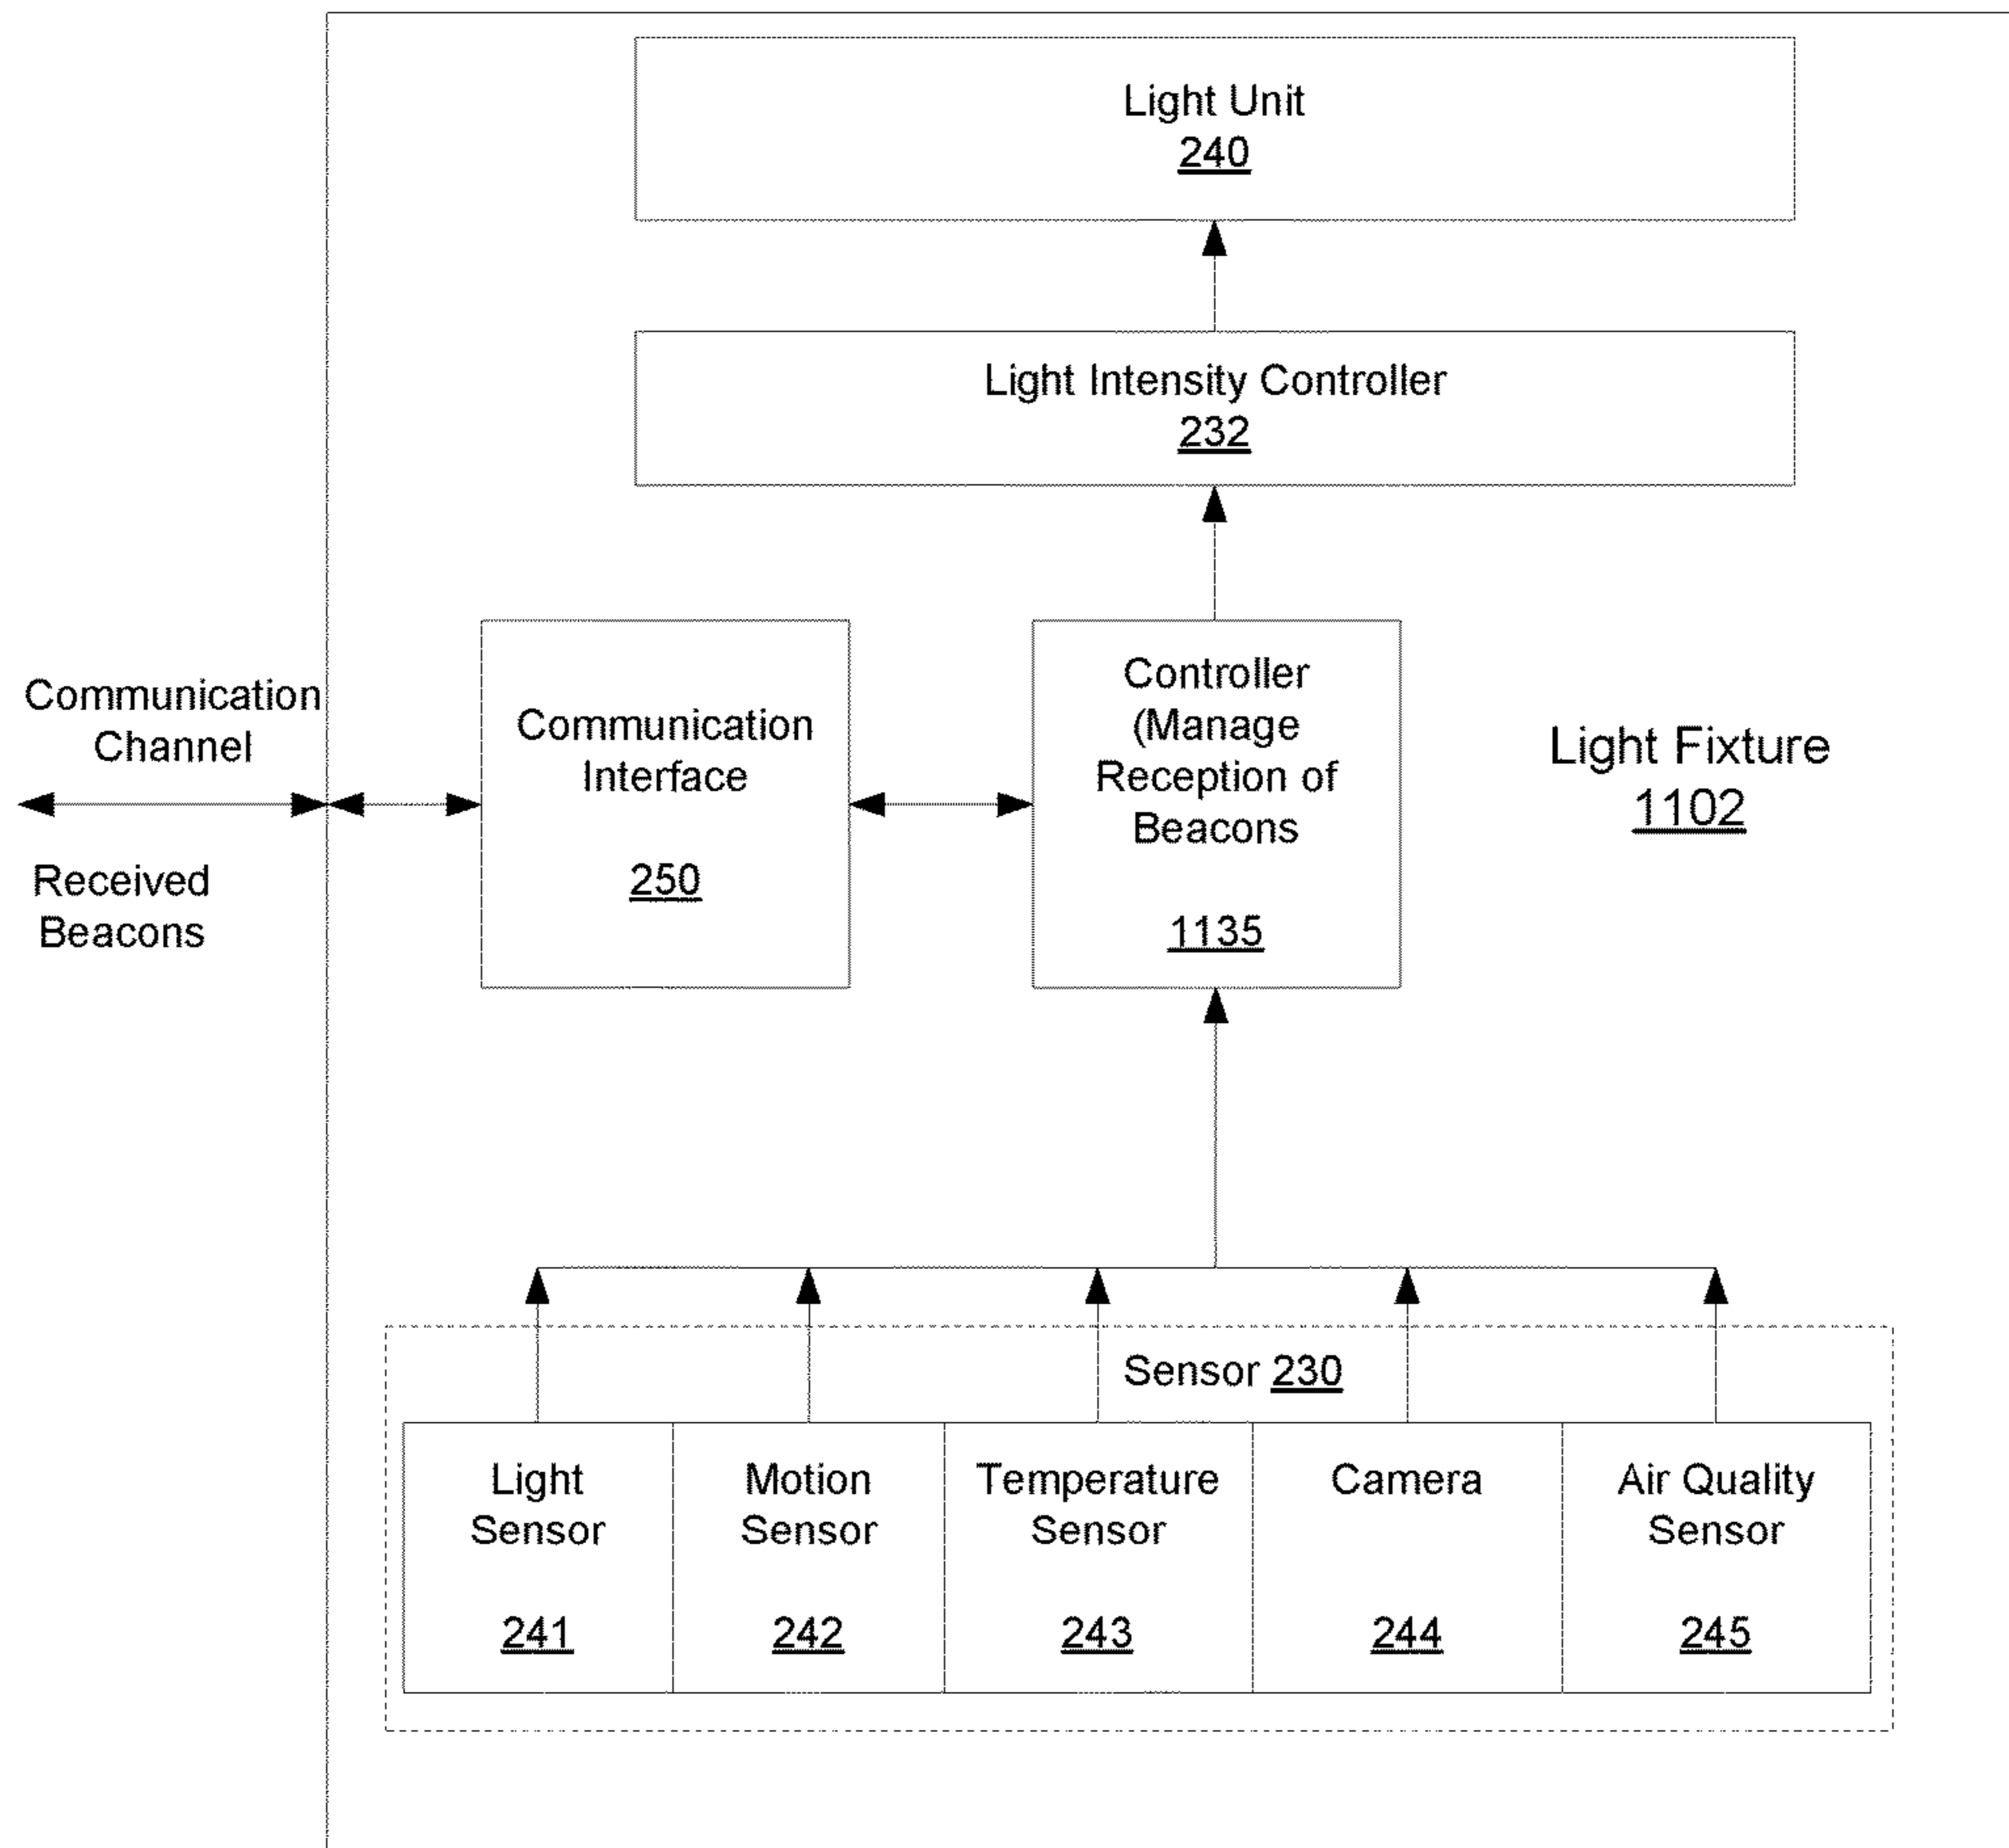 Light Unit
240
Light Intensity Controller
232
Communication
Channel
Received
Beacons
Communication
Interface
250
Controller
(Manage
Reception of
Beacons
1135
Light Fixture
1102
Sensor 230
Light
Sensor
241
Motion
Sensor
242
Temperature
Sensor
243
Camera
244
Air Quality
Sensor
245